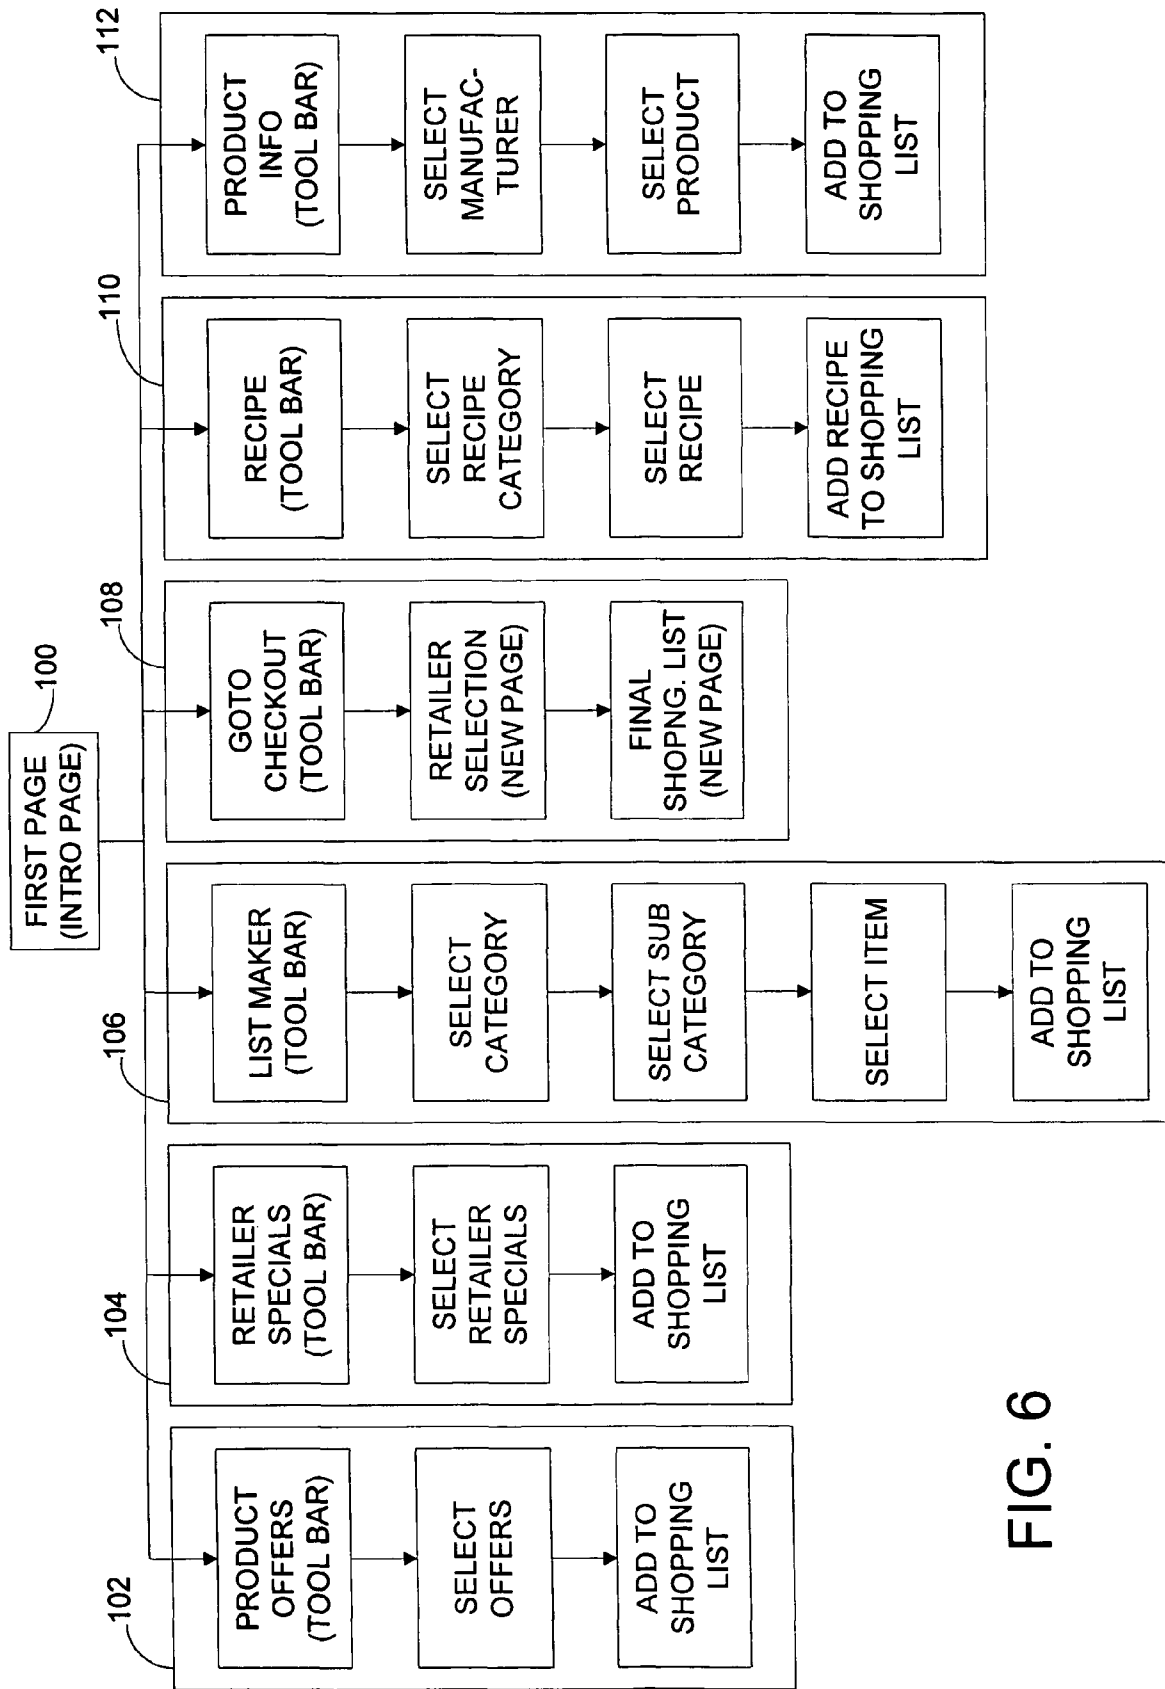 FIRST PAGE
(INTRO PAGE)
100
102
PRODUCT
OFFERS
(TOOL BAR)
SELECT
OFFERS
ADD TO
SHOPPING
LIST
104
RETAILER
SPECIALS
(TOOL BAR)
SELECT
RETAILER
SPECIALS
ADD TO
SHOPPING
LIST
106
LIST MAKER
(TOOL BAR)
SELECT
CATEGORY
SELECT SUB
CATEGORY
SELECT ITEM
ADD TO
SHOPPING
LIST
108
GOTO
CHECKOUT
(TOOL BAR)
RETAILER
SELECTION
(NEW PAGE)
FINAL
SHOPNG. LIST
(NEW PAGE)
110
RECIPE
(TOOL BAR)
SELECT
RECIPE
CATEGORY
SELECT
RECIPE
ADD RECIPE
TO SHOPPING
LIST
112
PRODUCT
INFO
(TOOL BAR)
SELECT
MANUFAC-
TURER
SELECT
PRODUCT
ADD TO
SHOPPING
LIST
FIG. 6